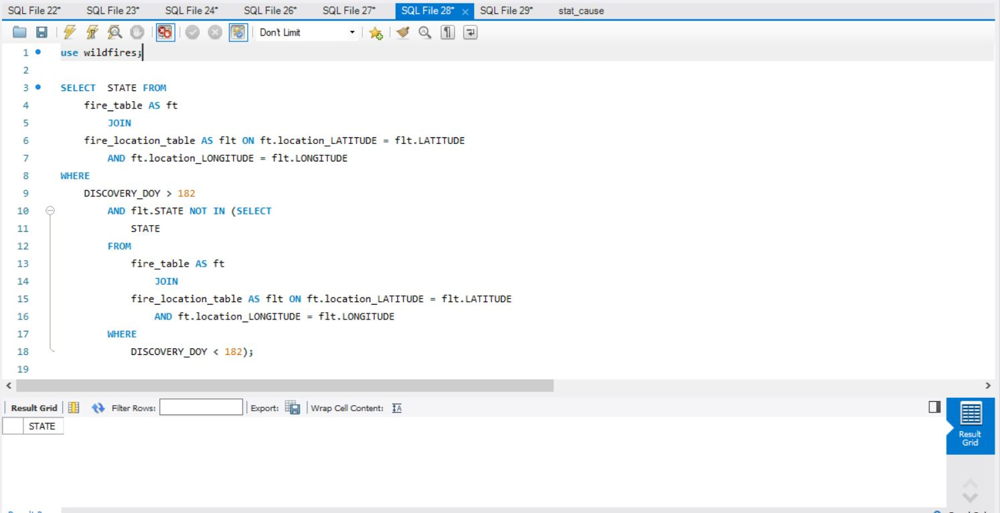 SQL File 22* SQL File 23* SQL File 24* SQL File 26* SQL File 27* SQL File 28* × SQL File 29* stat_cause
Don't Limit
1 use wildfires;
2
3 SELECT STATE FROM
4 fire_table AS ft
5 JOIN
6 fire_location_table AS flt ON ft.location_LATITUDE = flt.LATITUDE
7 AND ft.location_LONGITUDE = flt.LONGITUDE
8 WHERE
9 DISCOVERY_DOY > 182
10 AND flt.STATE NOT IN (SELECT
11 STATE
12 FROM
13 fire_table AS ft
14 JOIN
15 fire_location_table AS flt ON ft.location_LATITUDE = flt.LATITUDE
16 AND ft.location_LONGITUDE = flt.LONGITUDE
17 WHERE
18 DISCOVERY_DOY < 182);
19
Result Grid Filter Rows: Export: Wrap Cell Content:
STATE
Result
Grid